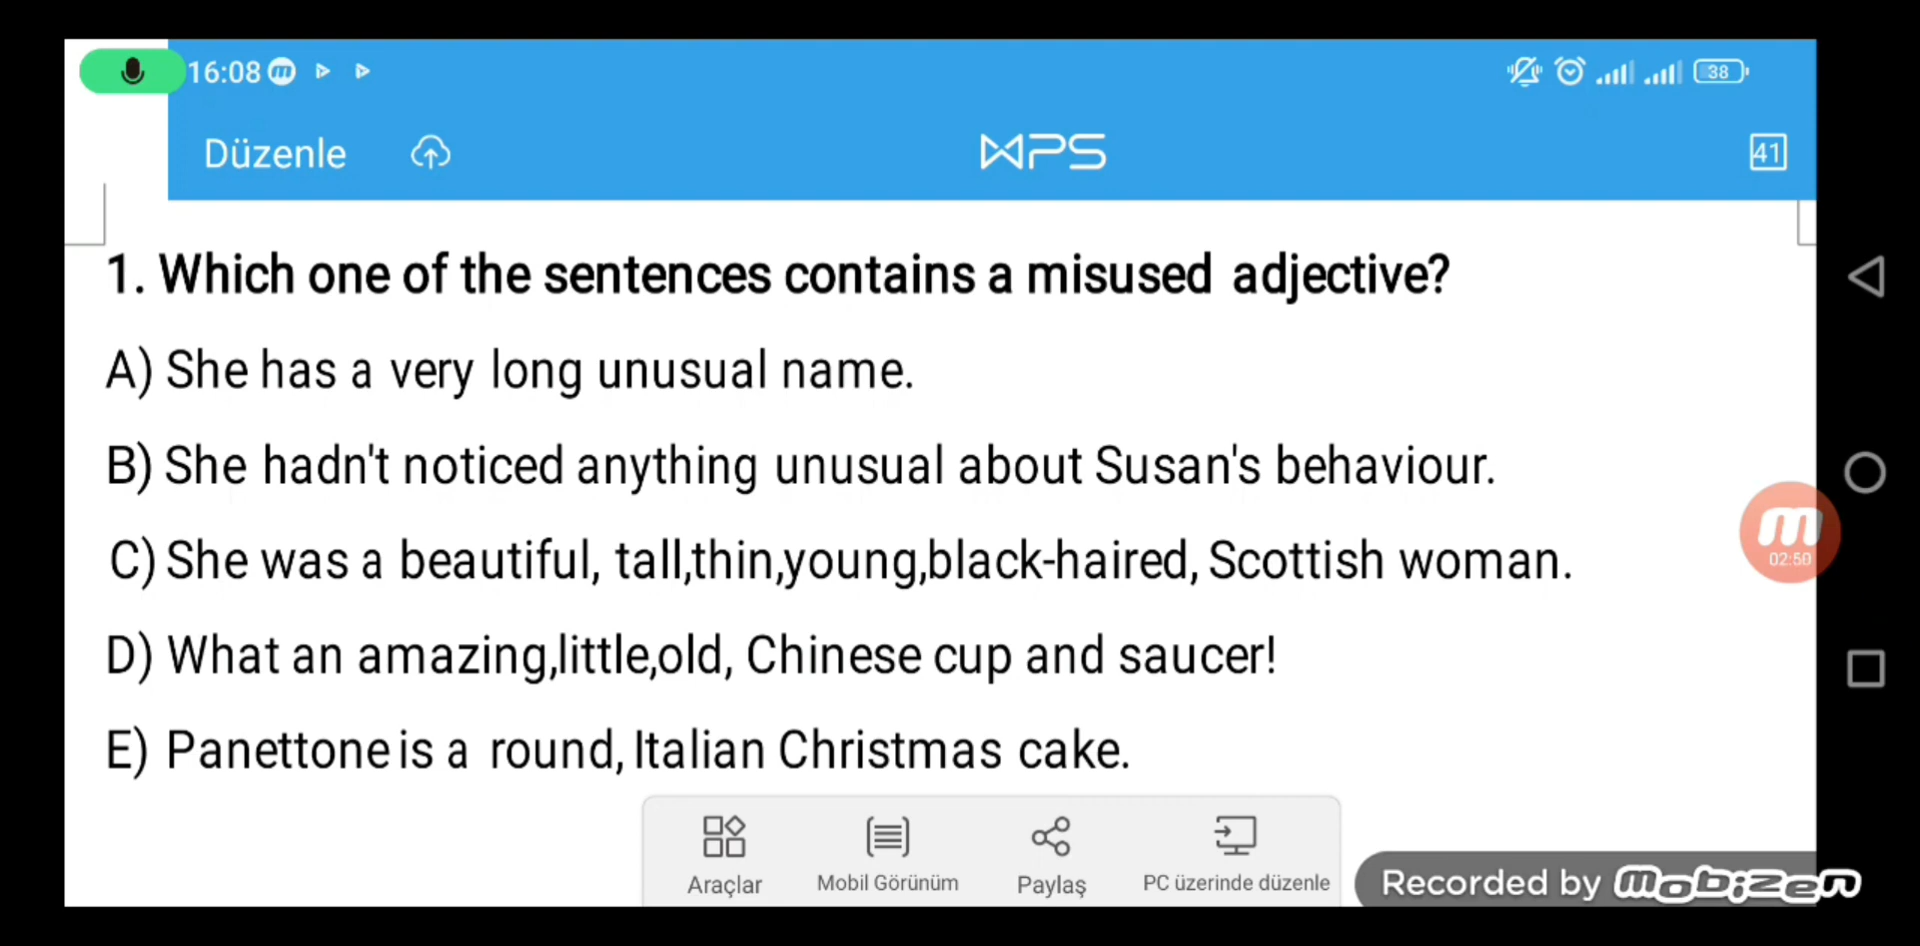 16:08
38
Düzenle
WPS
41
1. Which one of the sentences contains a misused adjective?
A) She has a very long unusual name.
B) She hadn't noticed anything unusual about Susan's behaviour.
C) She was a beautiful, tall,thin,young,black-haired, Scottish woman.
02:50
D) What an amazing,little,old, Chinese cup and saucer!
E) Panettone is a round, Italian Christmas cake.
Araçlar
Mobil Görünüm
Paylaş
PC üzerinde düzenle
Recorded by Mobizen